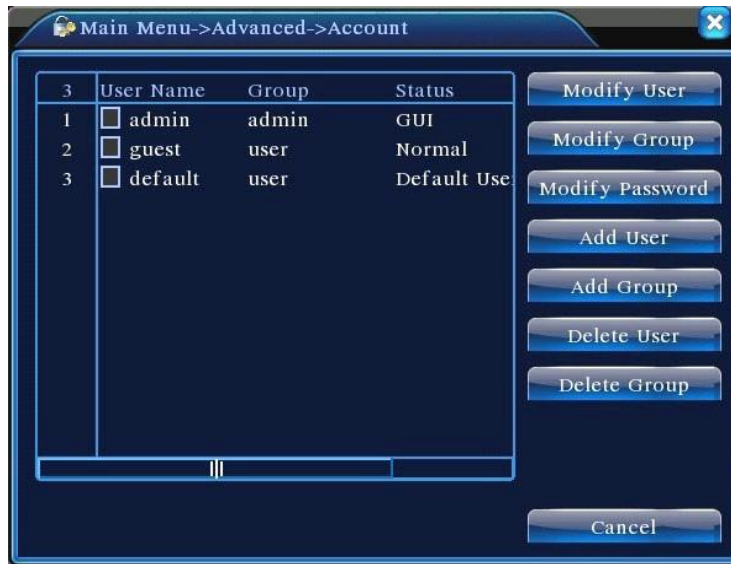 Main Menu->Advanced->Account
3 User Name Group Status
1 admin admin GUI
2 guest user Normal
3 default user Default Use
Modify User
Modify Group
Modify Password
Add User
Add Group
Delete User
Delete Group
Cancel